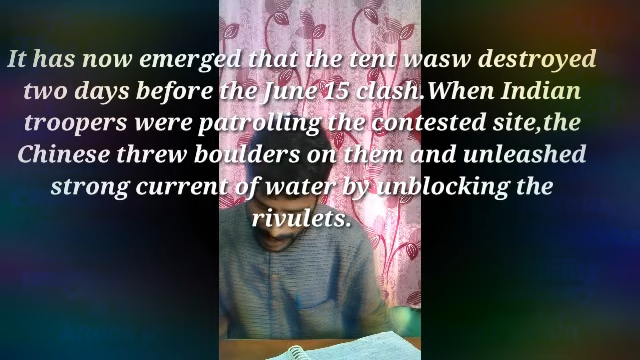 It has now emerged that the tent wasw destroyed
two days before the June 15 clash.When Indian
troopers were patrolling the contested site,the
Chinese threw boulders on them and unleashed
strong current of water by unblocking the
rivulets.